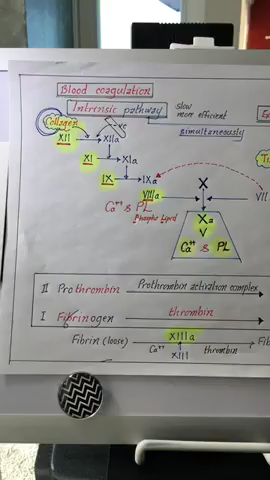 Blood coagulation
Intrinsic pathway
slow
more efficient
simultaneously
Collagen
XII XIIa
XI XIa
IX IXa
VIIIa
Ca++ & PL
Phospho Lipid
X
VII
Xa
V
Ca++ & PL
II Prothrombin Prothrombin activation complex
I Fibrinogen thrombin
Fibrin (loose) XIIIa Fib
Ca++ XIII thrombin